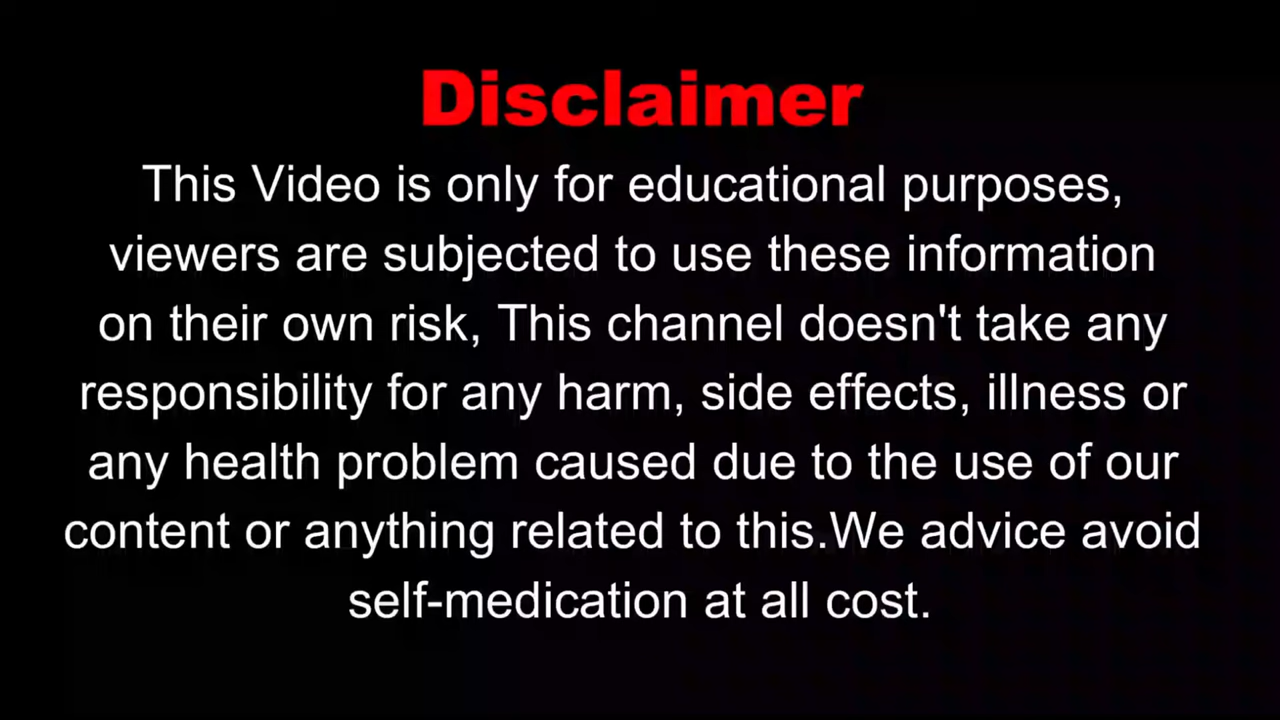 Disclaimer
This Video is only for educational purposes,
viewers are subjected to use these information
on their own risk, This channel doesn't take any
responsibility for any harm, side effects, illness or
any health problem caused due to the use of our
content or anything related to this.We advice avoid
self-medication at all cost.